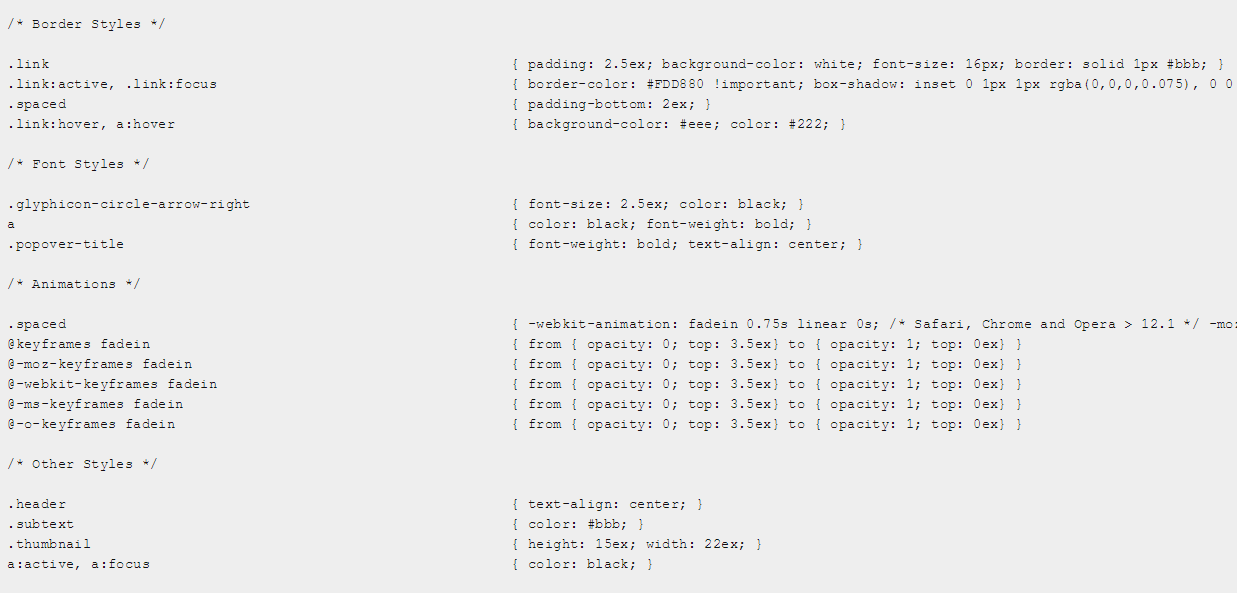 /* Border Styles */
.link { padding: 2.5ex; background-color: white; font-size: 16px; border: solid 1px #bbb; }
.link:active, .link:focus { border-color: #FDD880 !important; box-shadow: inset 0 1px 1px rgba(0,0,0,0.075), 0 0
.spaced { padding-bottom: 2ex; }
.link:hover, a:hover { background-color: #eee; color: #222; }
/* Font Styles */
.glyphicon-circle-arrow-right { font-size: 2.5ex; color: black; }
a { color: black; font-weight: bold; }
.popover-title { font-weight: bold; text-align: center; }
/* Animations */
.spaced { -webkit-animation: fadein 0.75s linear 0s; /* Safari, Chrome and Opera > 12.1 */
@keyframes fadein { from { opacity: 0; top: 3.5ex} to { opacity: 1; top: 0ex} }
@-moz-keyframes fadein { from { opacity: 0; top: 3.5ex} to { opacity: 1; top: 0ex} }
@-webkit-keyframes fadein { from { opacity: 0; top: 3.5ex} to { opacity: 1; top: 0ex} }
@-ms-keyframes fadein { from { opacity: 0; top: 3.5ex} to { opacity: 1; top: 0ex} }
@-o-keyframes fadein { from { opacity: 0; top: 3.5ex} to { opacity: 1; top: 0ex} }
/* Other Styles */
.header { text-align: center; }
.subtext { color: #bbb; }
.thumbnail { height: 15ex; width: 22ex; }
a:active, a:focus { color: black; }